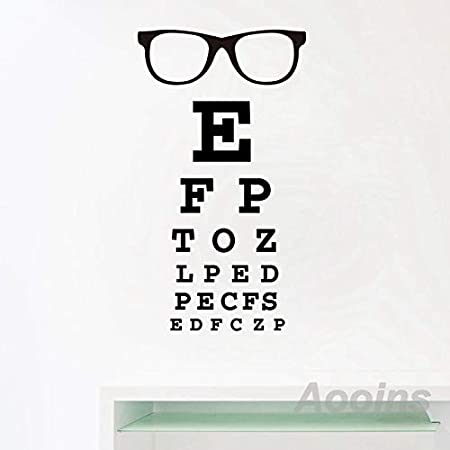 E
F P
T O Z
L P E D
P E C F S
E D F C Z P
Aooins